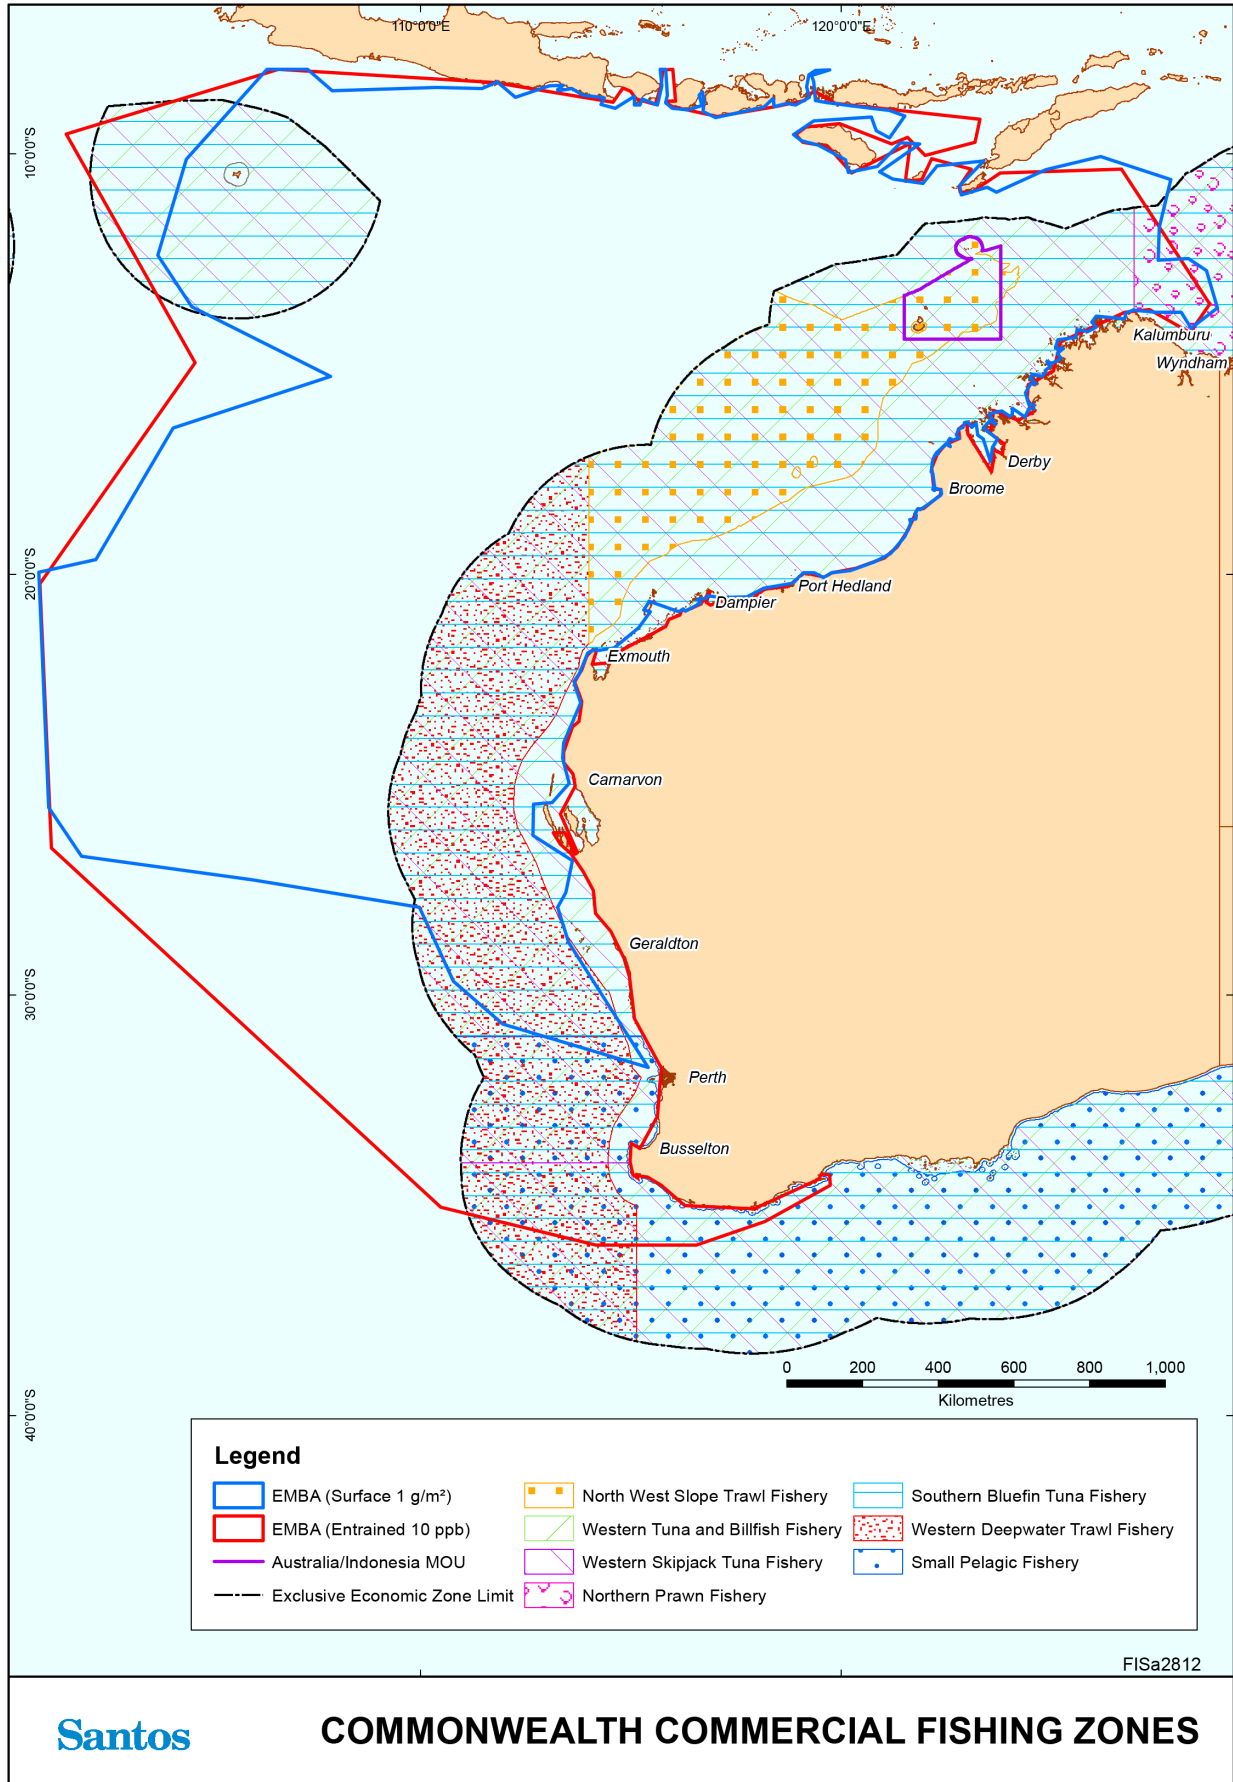 110°0'0"E
120°0'0"E
10°0'0"S
20°0'0"S
30°0'0"S
40°0'0"S
Kalumburu
Wyndham
Derby
Broome
Port Hedland
Dampier
Exmouth
Carnarvon
Geraldton
Perth
Busselton
0 200 400 600 800 1,000
Kilometres
Legend
EMBA (Surface 1 g/m²)
EMBA (Entrained 10 ppb)
Australia/Indonesia MOU
Exclusive Economic Zone Limit
North West Slope Trawl Fishery
Western Tuna and Billfish Fishery
Western Skipjack Tuna Fishery
Northern Prawn Fishery
Southern Bluefin Tuna Fishery
Western Deepwater Trawl Fishery
Small Pelagic Fishery
FISa2812
Santos
COMMONWEALTH COMMERCIAL FISHING ZONES